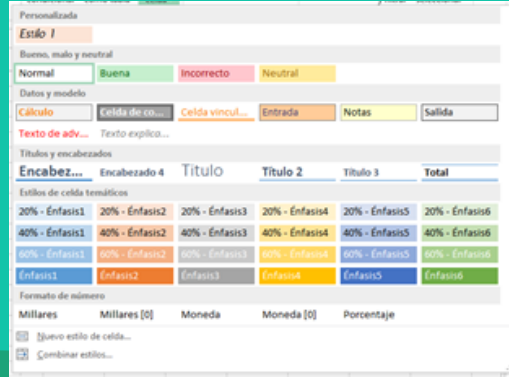 Personalizada
Estilo 1
Bueno, malo y neutral
Normal Buena Incorrecto Neutral
Datos y modelo
Cálculo Celda de co... Celda vincul... Entrada Notas Salida
Texto de adv... Texto explica...
Títulos y encabezados
Encabez... Encabezado 4 Título Título 2 Título 3 Total
Estilos de celda temáticos
20% - Énfasis1 20% - Énfasis2 20% - Énfasis3 20% - Énfasis4 20% - Énfasis5 20% - Énfasis6
40% - Énfasis1 40% - Énfasis2 40% - Énfasis3 40% - Énfasis4 40% - Énfasis5 40% - Énfasis6
60% - Énfasis1 60% - Énfasis2 60% - Énfasis3 60% - Énfasis4 60% - Énfasis5 60% - Énfasis6
Énfasis1 Énfasis2 Énfasis3 Énfasis4 Énfasis5 Énfasis6
Formato de número
Millares Millares [0] Moneda Moneda [0] Porcentaje
Nuevo estilo de celda...
Combinar estilos...